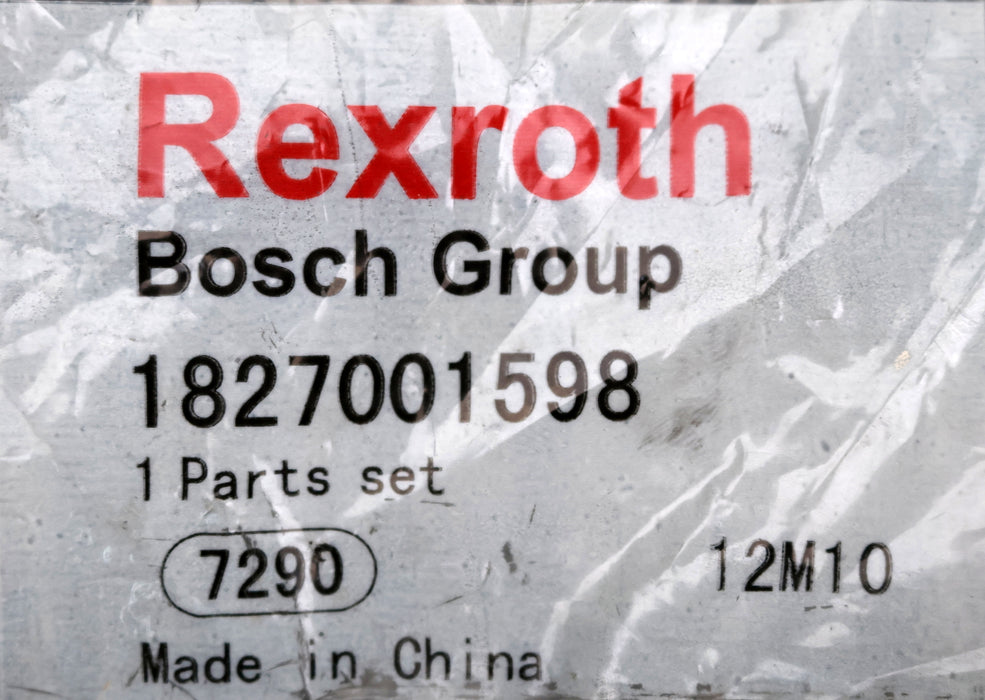 Rexroth
Bosch Group
1827001598
1 Parts set
7290
12M10
Made in China